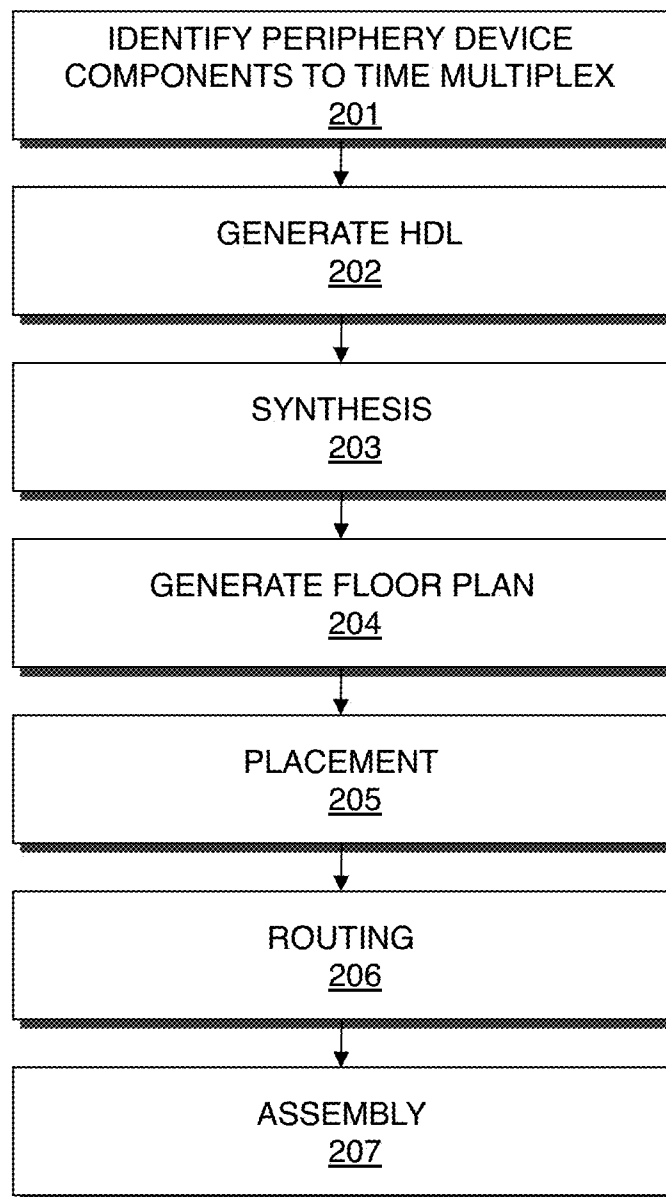 IDENTIFY PERIPHERY DEVICE
COMPONENTS TO TIME MULTIPLEX
201
GENERATE HDL
202
SYNTHESIS
203
GENERATE FLOOR PLAN
204
PLACEMENT
205
ROUTING
206
ASSEMBLY
207